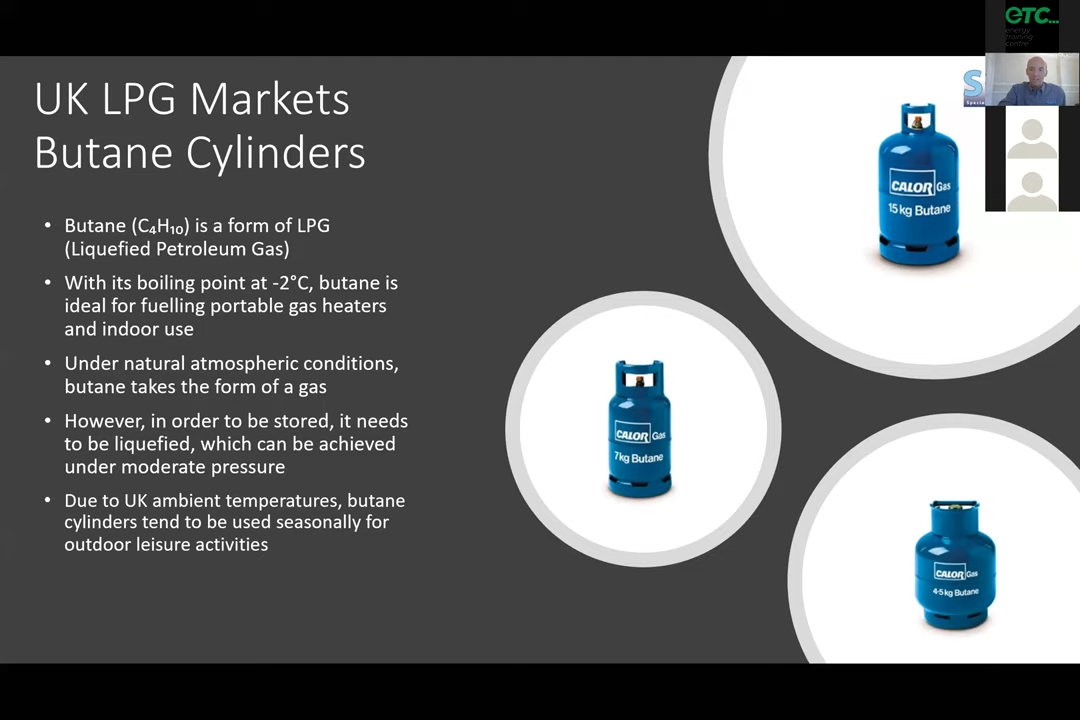 etc...
energy
training
centre
UK LPG Markets
Butane Cylinders
• Butane (C₄H₁₀) is a form of LPG
(Liquefied Petroleum Gas)
• With its boiling point at -2°C, butane is
ideal for fuelling portable gas heaters
and indoor use
• Under natural atmospheric conditions,
butane takes the form of a gas
• However, in order to be stored, it needs
to be liquefied, which can be achieved
under moderate pressure
• Due to UK ambient temperatures, butane
cylinders tend to be used seasonally for
outdoor leisure activities
CALOR Gas
15kg Butane
CALOR Gas
7kg Butane
CALOR Gas
4·5kg Butane